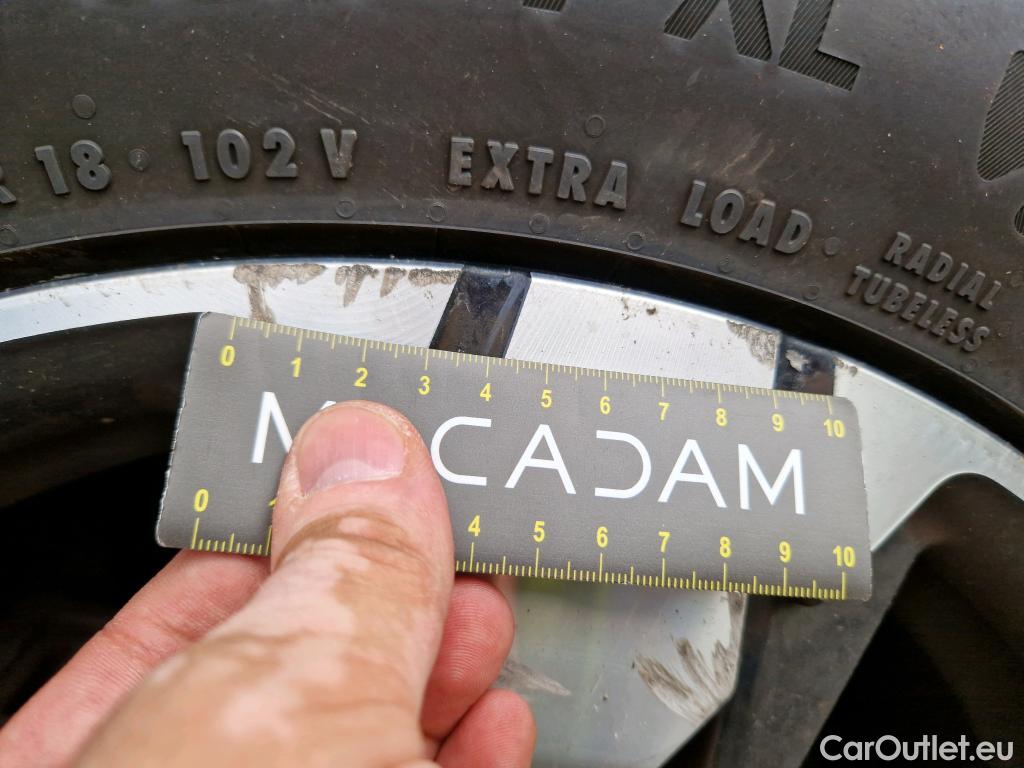 XL
R 18 · 102 V EXTRA LOAD
RADIAL
TUBELESS
0 1 2 3 4 5 6 7 8 9 10
CADAM
0 4 5 6 7 8 9 10
CarOutlet.eu